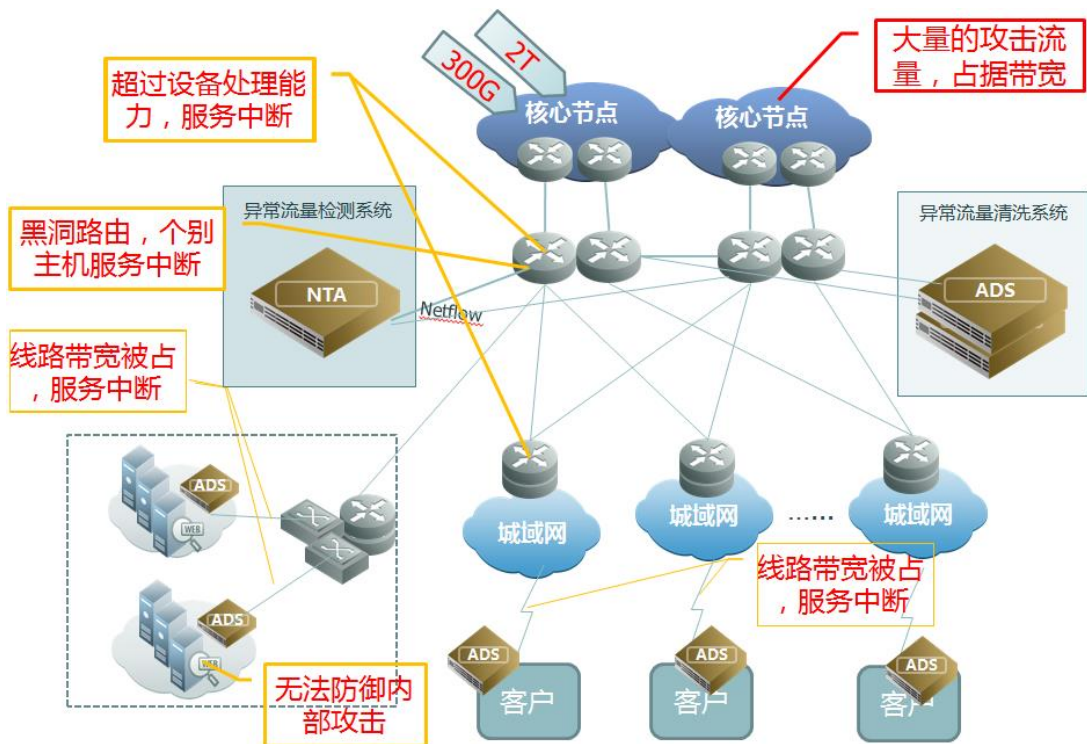 2T
300G
大量的攻击流
量，占据带宽
超过设备处理能
力，服务中断
核心节点
核心节点
异常流量检测系统
异常流量清洗系统
黑洞路由，个别
主机服务中断
NTA
ADS
Netflow
线路带宽被占
，服务中断
ADS
WEB
城域网
城域网
......
城域网
线路带宽被占
，服务中断
ADS
WEB
无法防御内
部攻击
ADS
客户
ADS
客户
ADS
客户